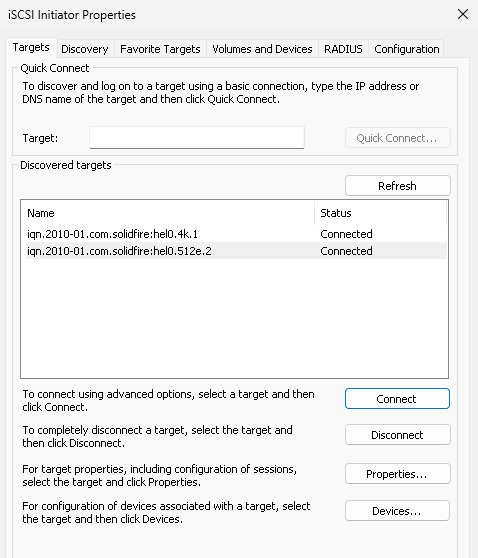 iSCSI Initiator Properties
Targets Discovery Favorite Targets Volumes and Devices RADIUS Configuration
Quick Connect
To discover and log on to a target using a basic connection, type the IP address or
DNS name of the target and then click Quick Connect.
Target: Quick Connect...
Discovered targets
Refresh
Name Status
iqn.2010-01.com.solidfire:hel0.4k.1 Connected
iqn.2010-01.com.solidfire:hel0.512e.2 Connected
To connect using advanced options, select a target and then
click Connect.
Connect
To completely disconnect a target, select the target and
then click Disconnect.
Disconnect
For target properties, including configuration of sessions,
select the target and click Properties.
Properties...
For configuration of devices associated with a target, select
the target and then click Devices.
Devices...